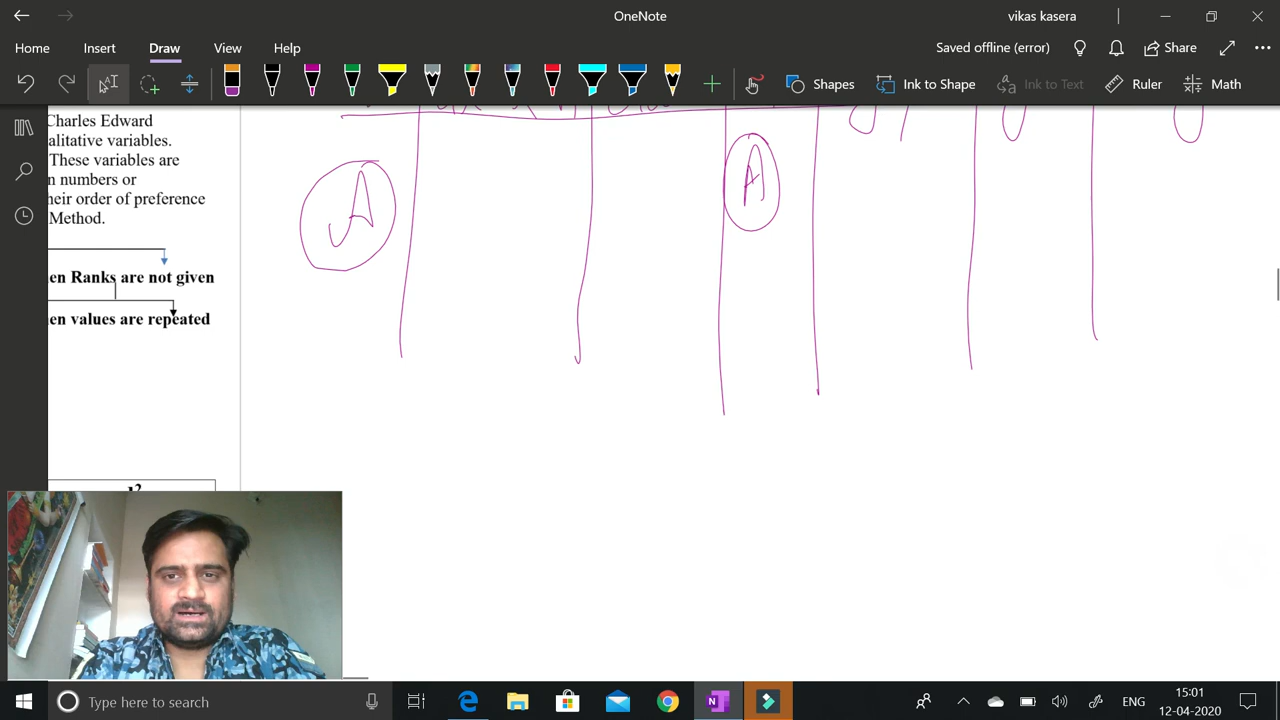 OneNote
vikas kasera
Home Insert Draw View Help
Saved offline (error) Share
Shapes Ink to Shape Ink to Text Ruler Math
Charles Edward
alitative variables.
These variables are
n numbers or
heir order of preference
Method.
en Ranks are not given
en values are repeated
A
A
Type here to search
ENG
15:01
12-04-2020